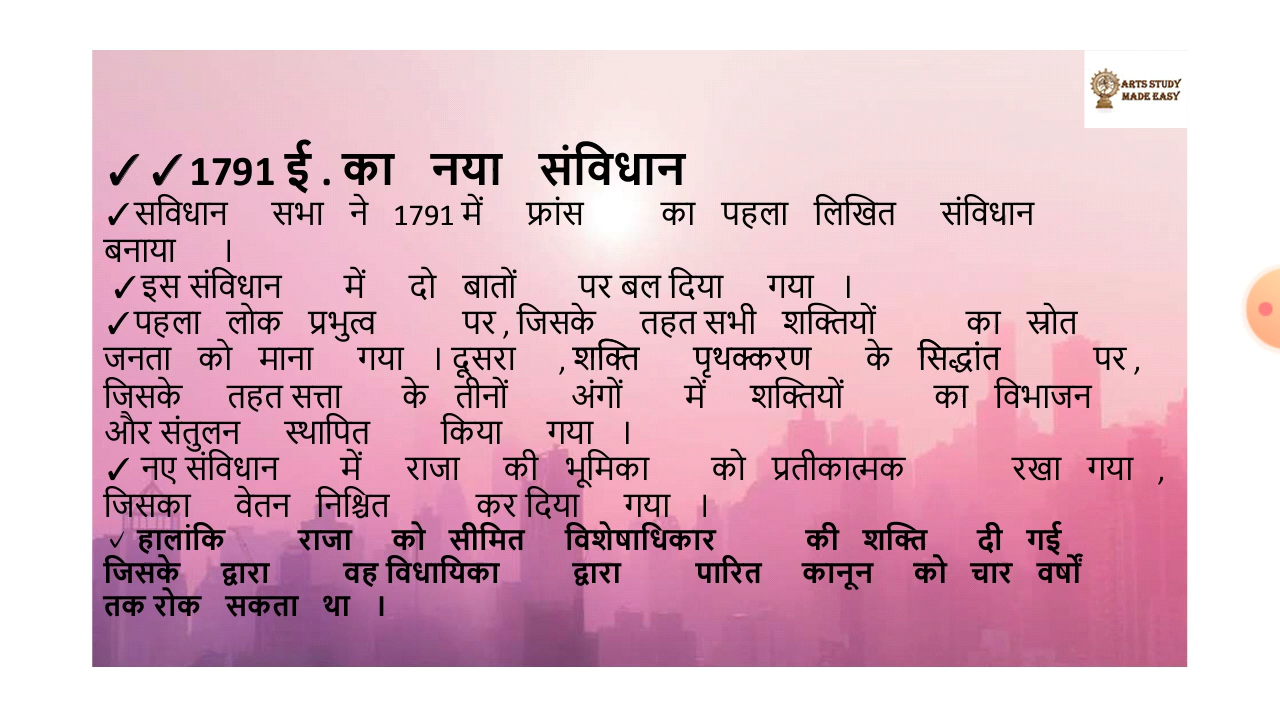 ARTS STUDY
MADE EASY
✓✓1791 ई . का नया संविधान
✓सविधान सभा ने 1791 में फ्रांस का पहला लिखित संविधान
बनाया ।
✓इस संविधान में दो बातों पर बल दिया गया ।
✓पहला लोक प्रभुत्व पर , जिसके तहत सभी शक्तियों का स्रोत
जनता को माना गया । दूसरा , शक्ति पृथक्करण के सिद्धांत पर ,
जिसके तहत सत्ता के तीनों अंगों में शक्तियों का विभाजन
और संतुलन स्थापित किया गया ।
✓ नए संविधान में राजा की भूमिका को प्रतीकात्मक रखा गया ,
जिसका वेतन निश्चित कर दिया गया ।
✓ हालांकि राजा को सीमित विशेषाधिकार की शक्ति दी गई
जिसके द्वारा वह विधायिका द्वारा पारित कानून को चार वर्षों
तक रोक सकता था ।